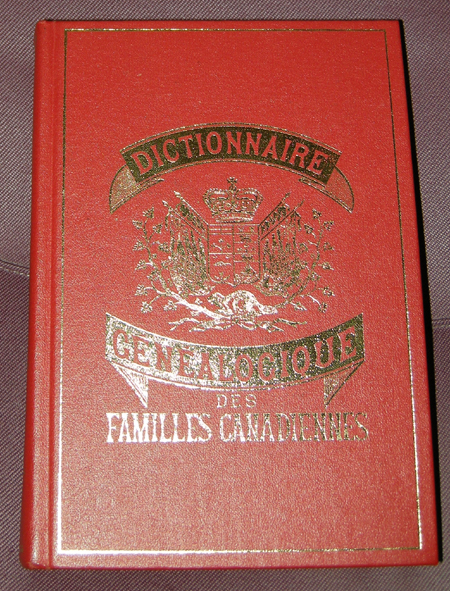 DICTIONNAIRE
GÉNÉALOGIQUE
DES
FAMILLES CANADIENNES